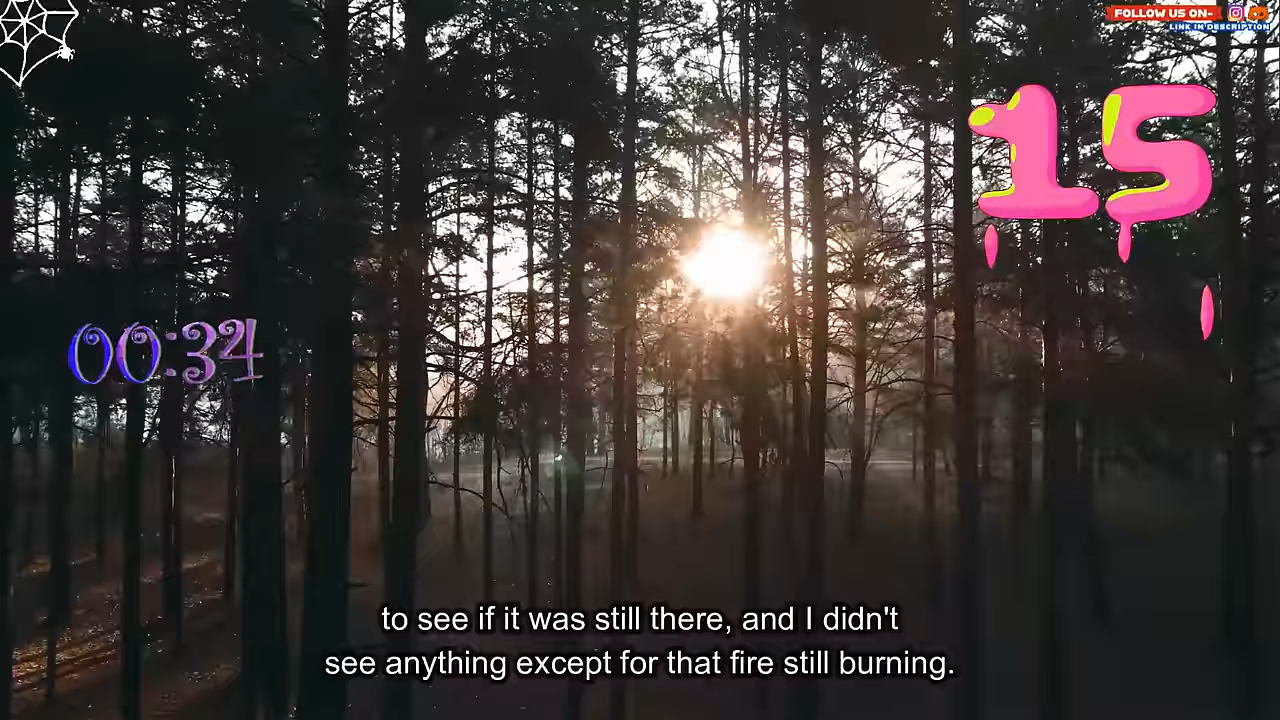 FOLLOW US ON-
LINK IN DESCRIPTION
15
00:34
to see if it was still there, and I didn't
see anything except for that fire still burning.